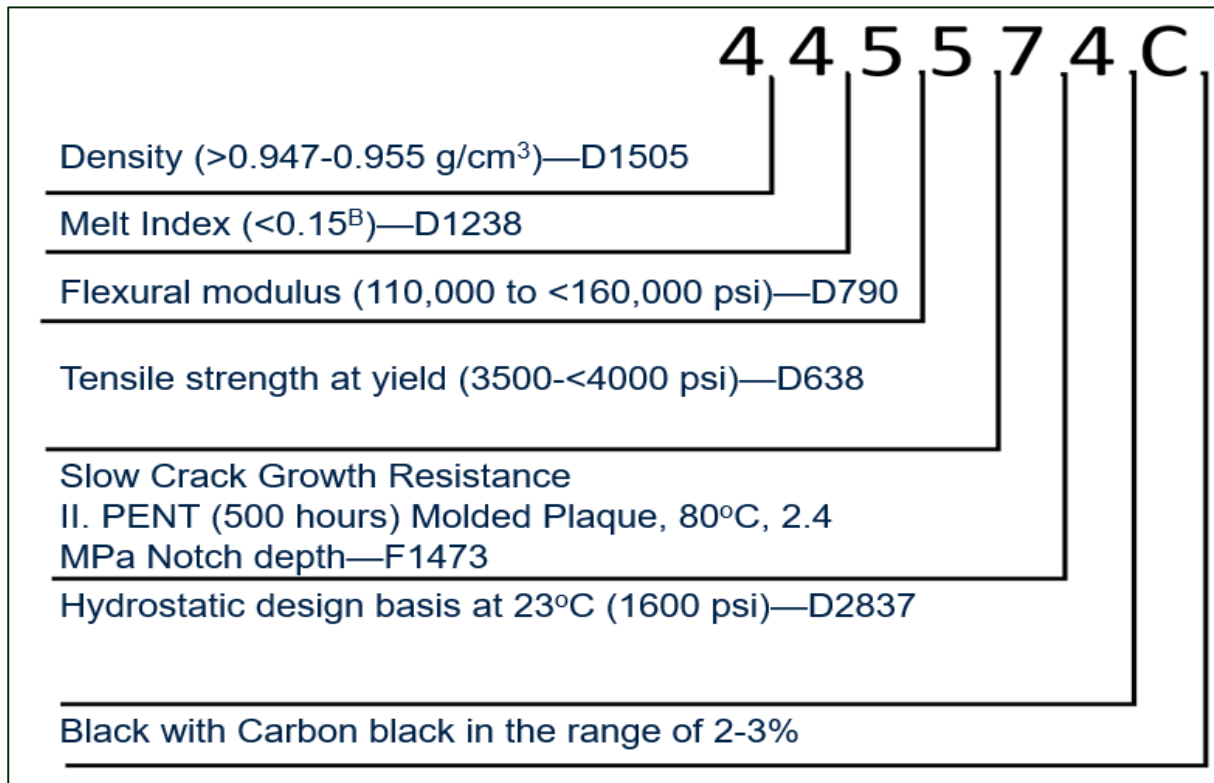 4 4 5 5 7 4 C
Density (>0.947-0.955 g/cm³)—D1505
Melt Index (<0.15ᴮ)—D1238
Flexural modulus (110,000 to <160,000 psi)—D790
Tensile strength at yield (3500-<4000 psi)—D638
Slow Crack Growth Resistance
II. PENT (500 hours) Molded Plaque, 80ºC, 2.4
MPa Notch depth—F1473
Hydrostatic design basis at 23ºC (1600 psi)—D2837
Black with Carbon black in the range of 2-3%